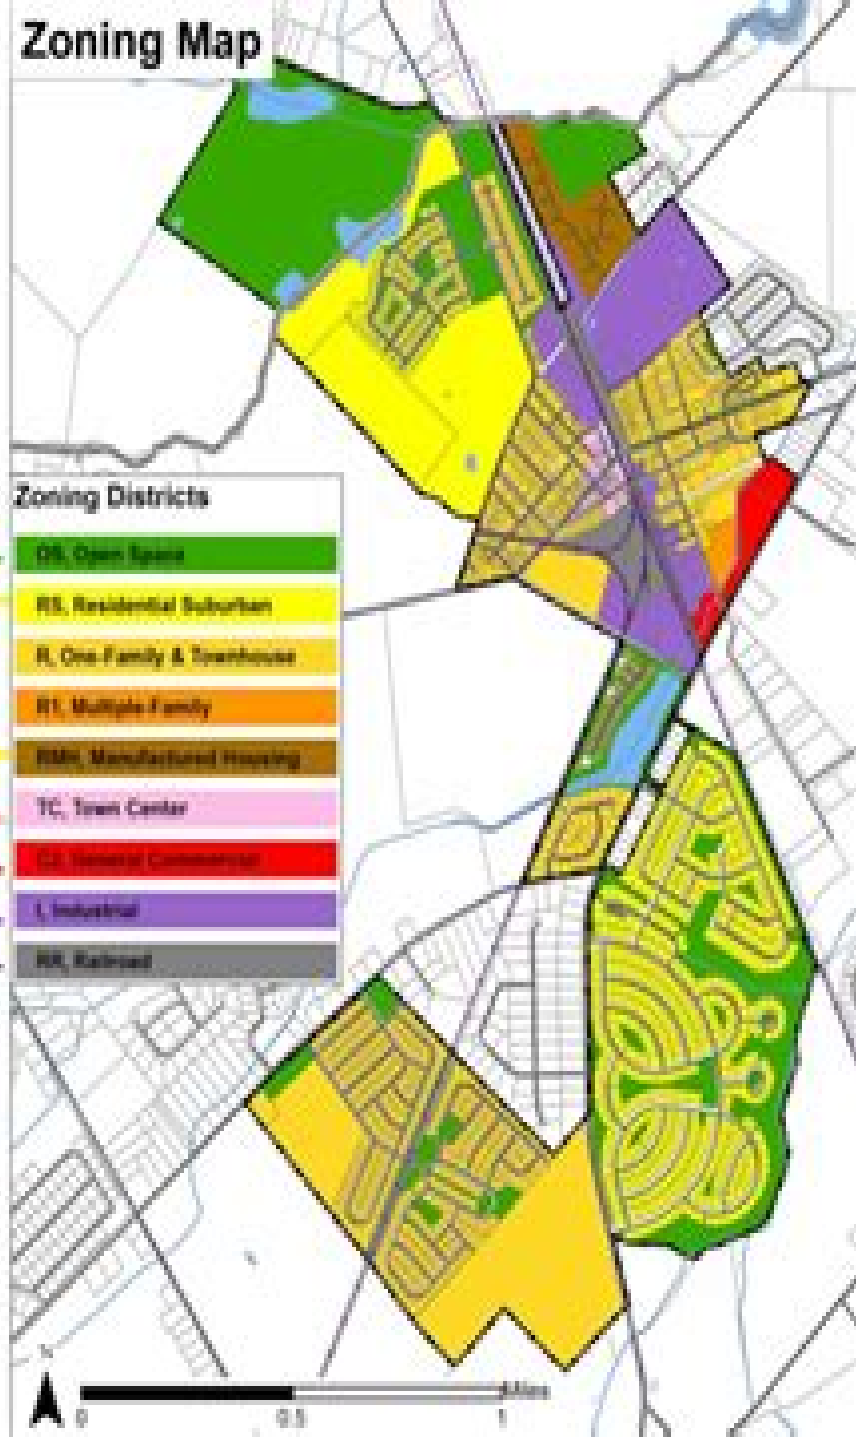 Zoning Map
Zoning Districts
OS, Open Space
RS, Residential Suburban
R, One-Family & Townhouse
R1, Multiple-Family
RMH, Manufactured Housing
TC, Town Center
General Commercial
I, Industrial
RR, Railroad
Miles
0 0.5 1